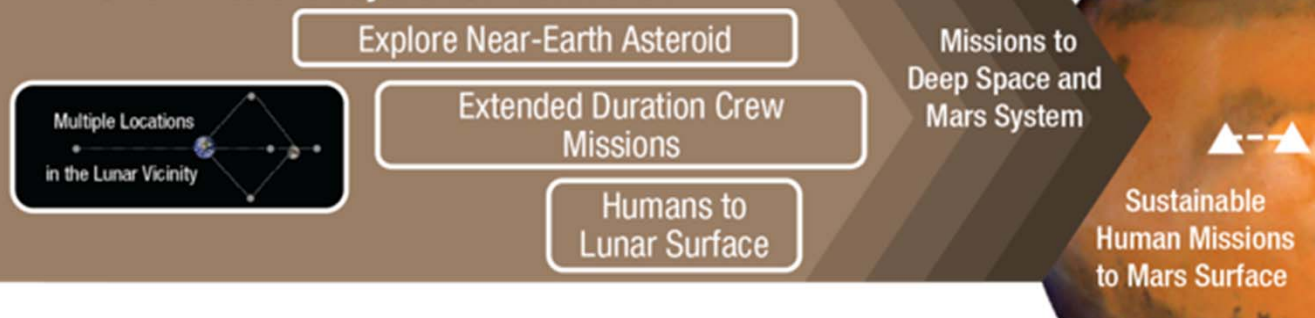 Explore Near-Earth Asteroid
Multiple Locations
in the Lunar Vicinity
Extended Duration Crew
Missions
Humans to
Lunar Surface
Missions to
Deep Space and
Mars System
Sustainable
Human Missions
to Mars Surface